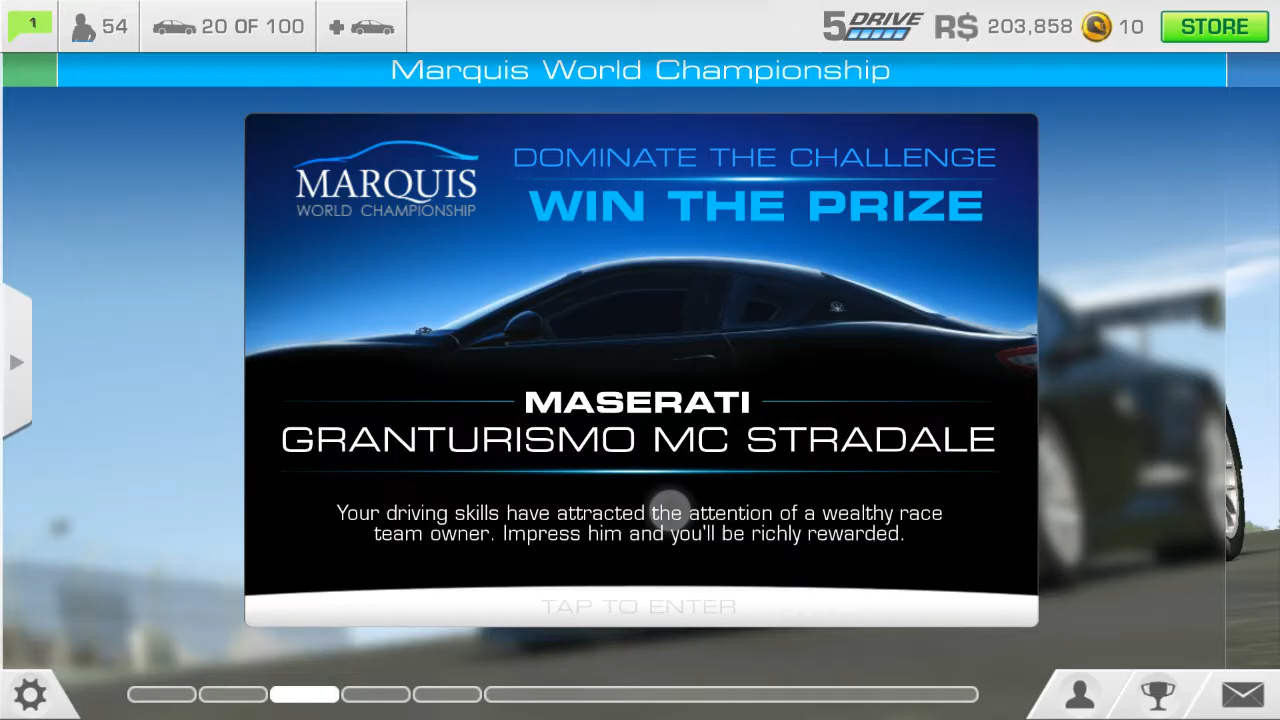 1
54
20 OF 100
+
5 DRIVE
R$ 203,858
10
STORE
Marquis World Championship
MARQUIS
WORLD CHAMPIONSHIP
DOMINATE THE CHALLENGE
WIN THE PRIZE
MASERATI
GRANTURISMO MC STRADALE
Your driving skills have attracted the attention of a wealthy race
team owner. Impress him and you'll be richly rewarded.
TAP TO ENTER